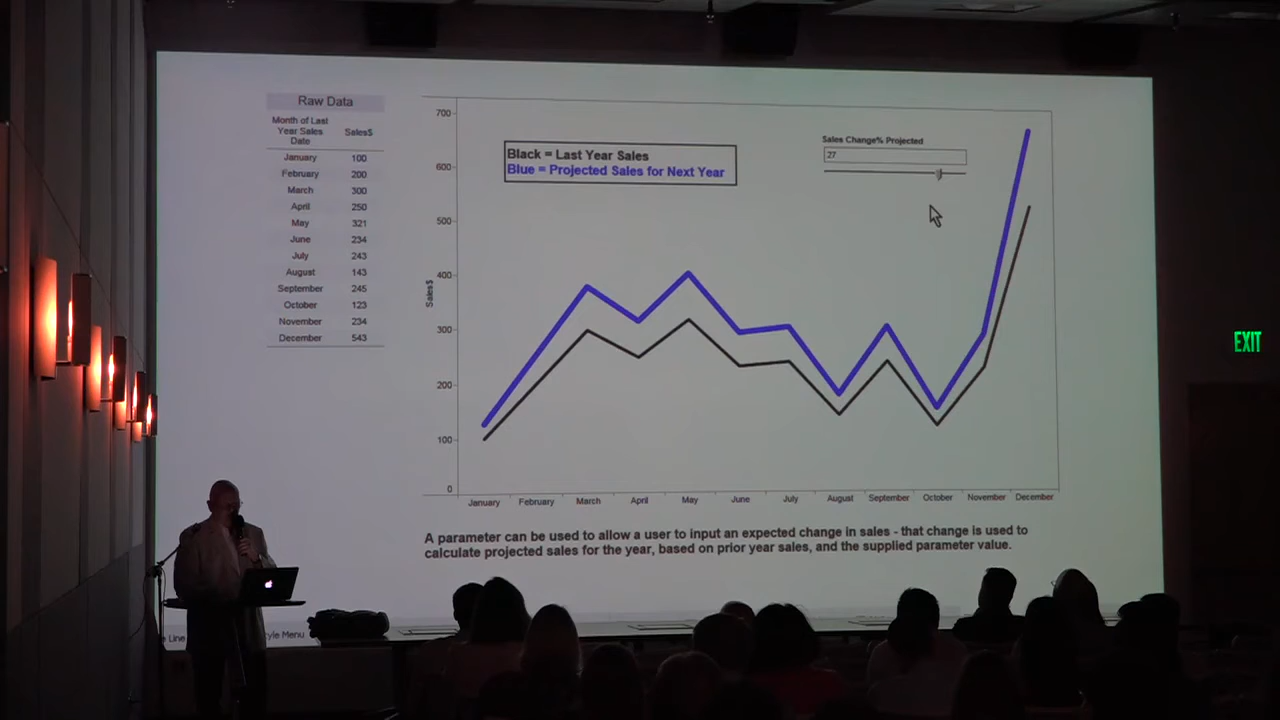 Raw Data
Month of Last
Year Sales
Date
Sales$
January 100
February 200
March 300
April 250
May 321
June 234
July 243
August 143
September 245
October 123
November 234
December 543
700
600
500
400
300
200
100
0
Sales$
Black = Last Year Sales
Blue = Projected Sales for Next Year
Sales Change% Projected
27
January February March April May June July August September October November December
A parameter can be used to allow a user to input an expected change in sales - that change is used to
calculate projected sales for the year, based on prior year sales, and the supplied parameter value.
Line
Menu
EXIT